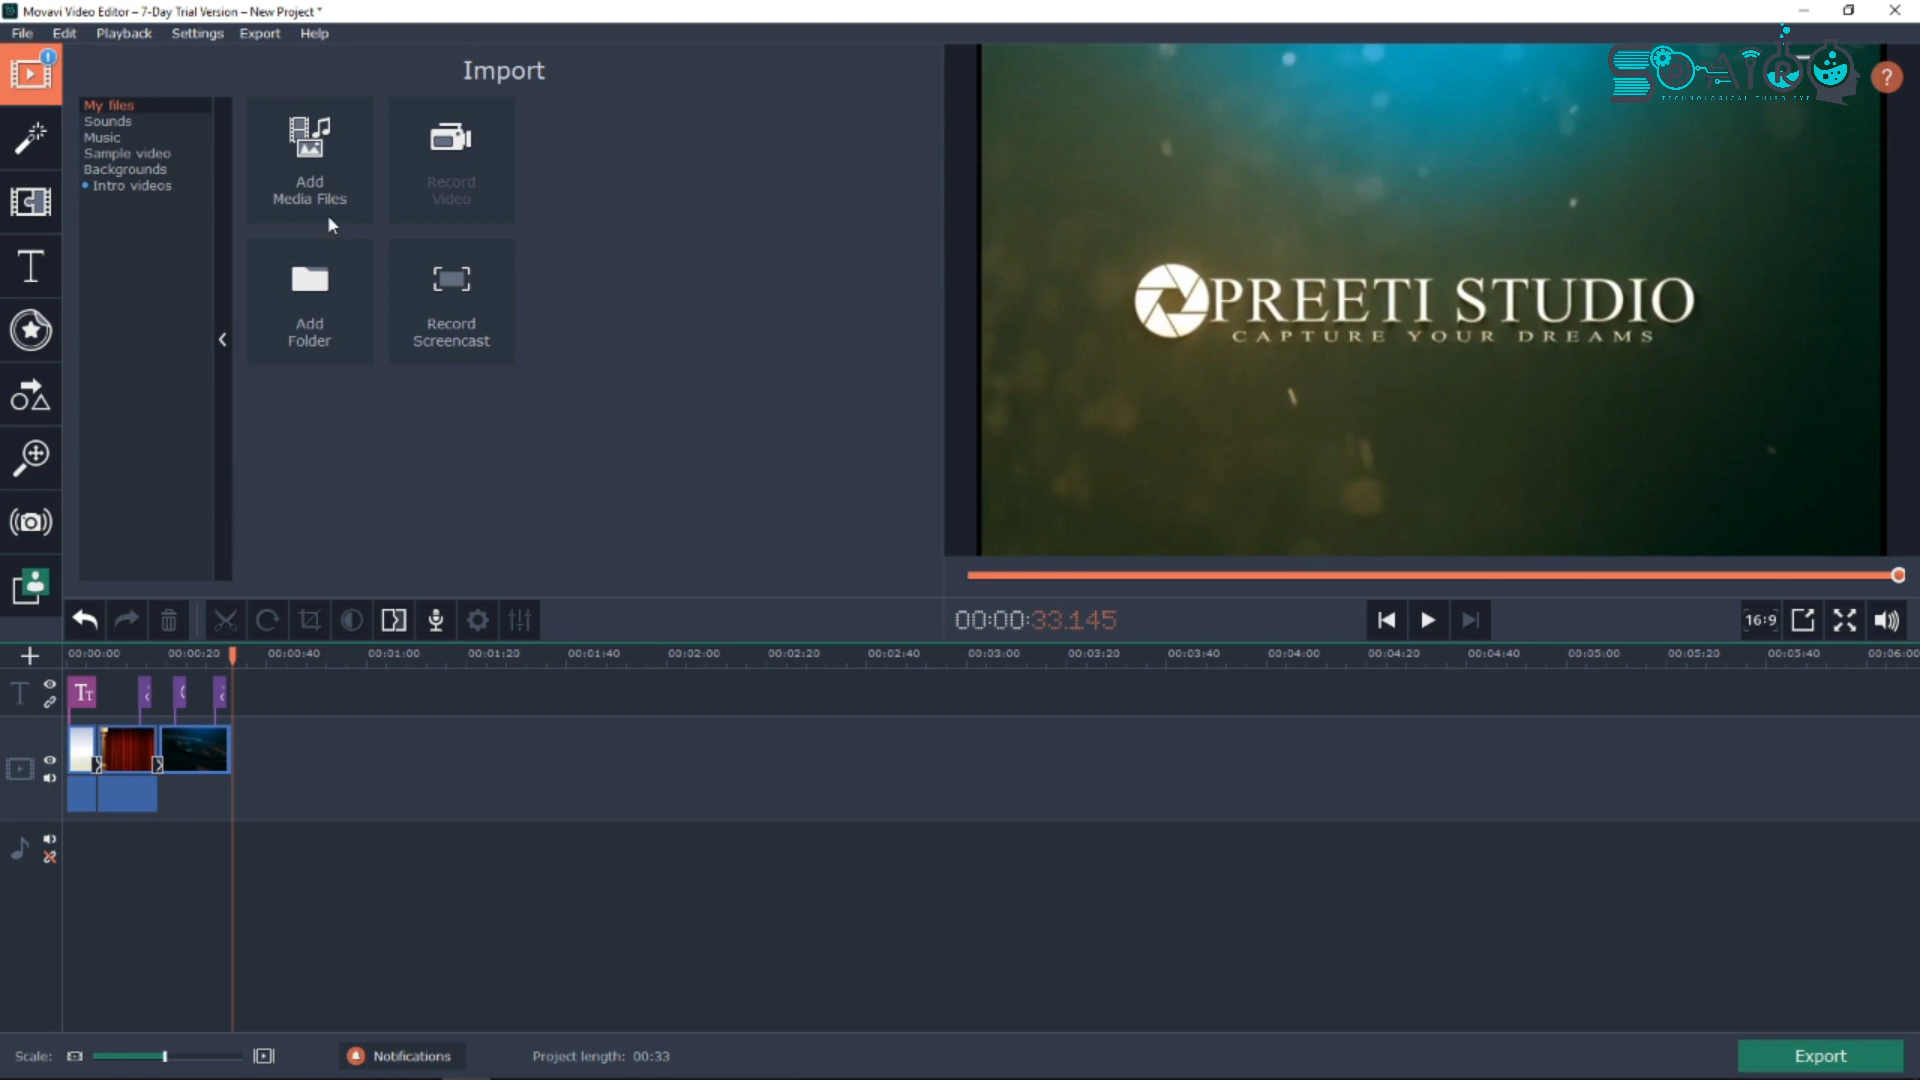 Movavi Video Editor – 7-Day Trial Version – New Project *
File Edit Playback Settings Export Help
Import
My files
Sounds
Music
Sample video
Backgrounds
Intro videos
Add
Media Files
Record
Video
Add
Folder
Record
Screencast
TECHNOLOGICAL THIRD EYE
?
PREETI STUDIO
CAPTURE YOUR DREAMS
00:00:33.145
16:9
00:00:00 00:00:20 00:00:40 00:01:00 00:01:20 00:01:40 00:02:00 00:02:20 00:02:40 00:03:00 00:03:20 00:03:40 00:04:00 00:04:20 00:04:40 00:05:00 00:05:20 00:05:40 00:06:00
Scale:
Notifications
Project length: 00:33
Export